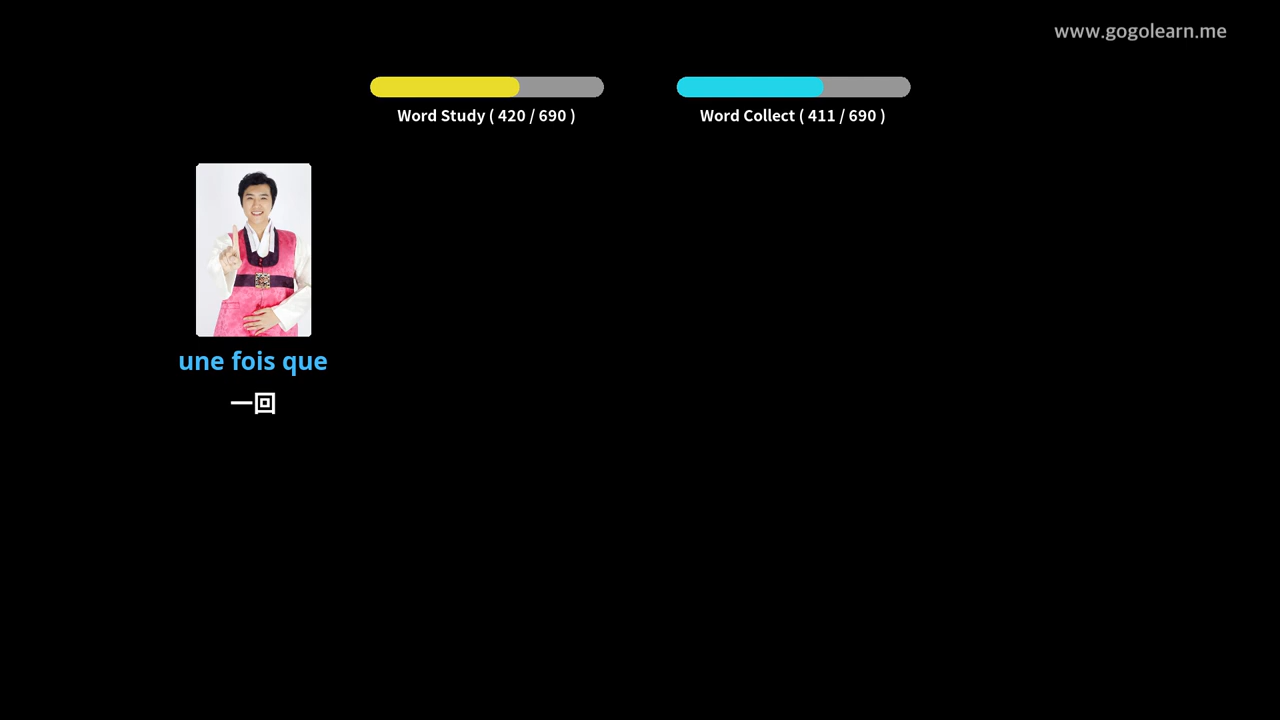 www.gogolearn.me
Word Study ( 420 / 690 )
Word Collect ( 411 / 690 )
une fois que
一回